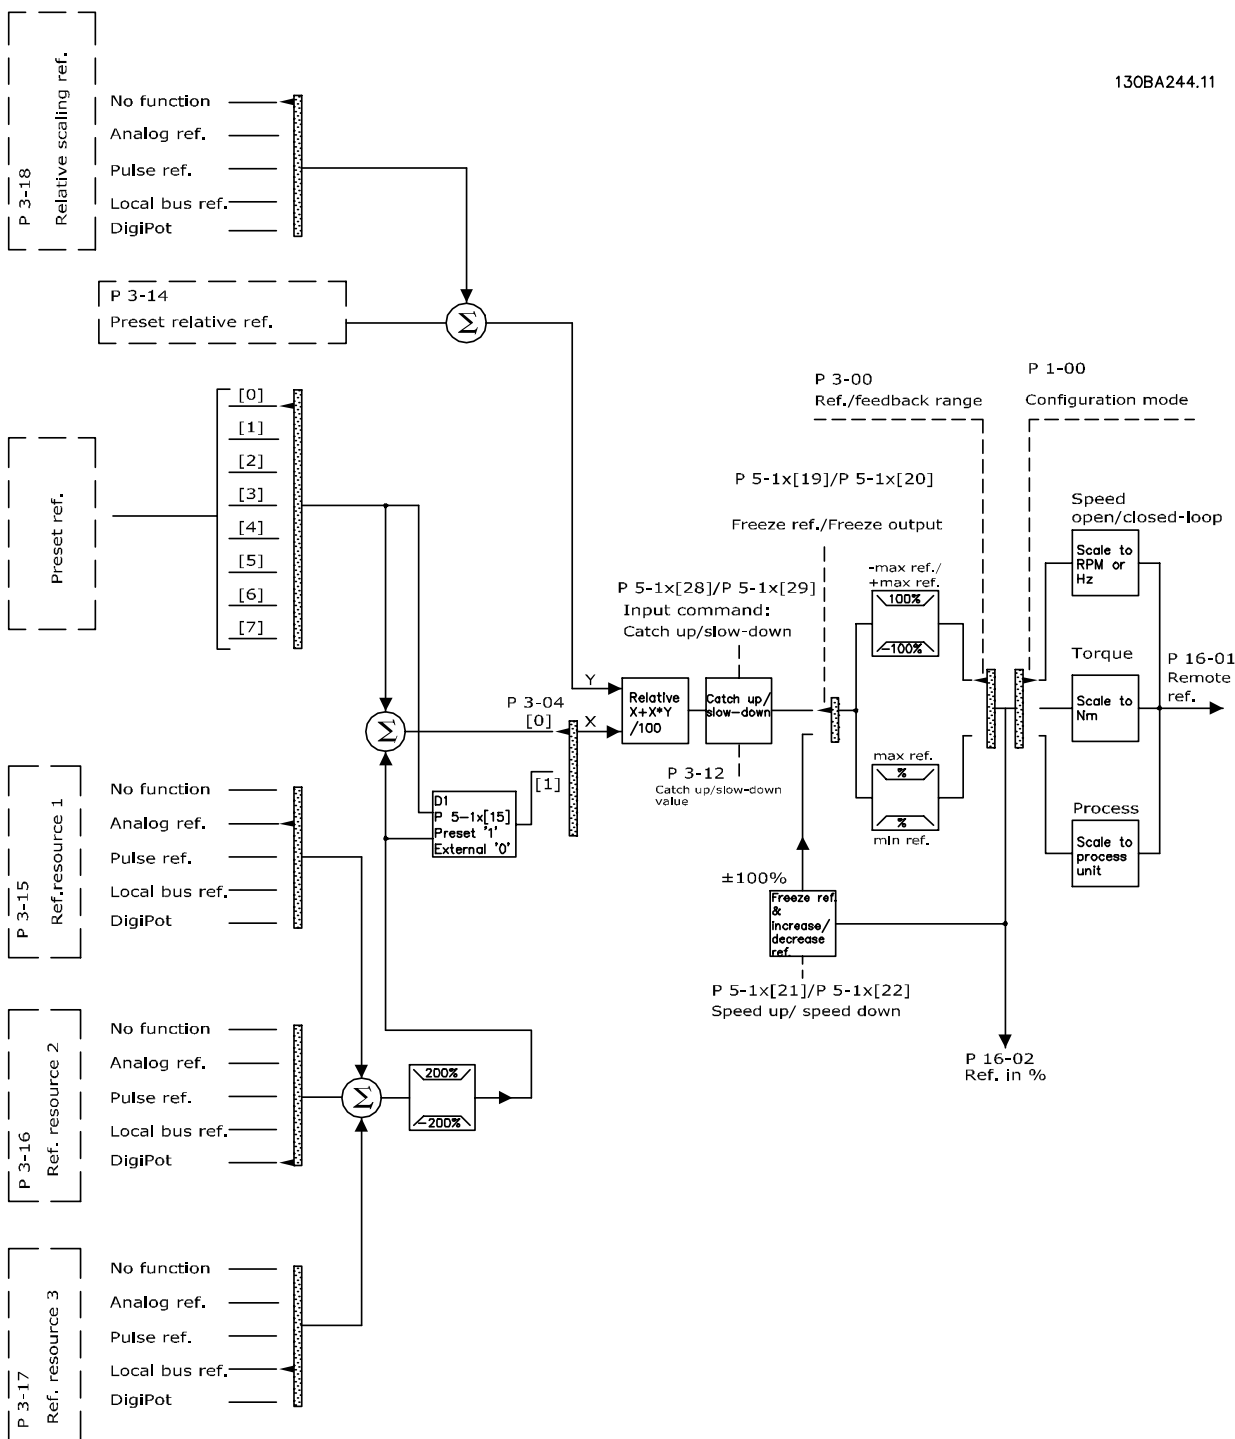 130BA244.11
P 3-18
Relative scaling ref.
No function
Analog ref.
Pulse ref.
Local bus ref.
DigiPot
P 3-14
Preset relative ref.
Σ
Preset ref.
[0]
[1]
[2]
[3]
[4]
[5]
[6]
[7]
Σ
P 3-04
[0]
[1]
Y
X
D1
P 5-1x[15]
Preset '1'
External '0'
Relative
X+X*Y
/100
P 5-1x[28]/P 5-1x[29]
Input command:
Catch up/slow-down
Catch up/
slow-down
P 3-12
Catch up/slow-down
value
P 5-1x[19]/P 5-1x[20]
Freeze ref./Freeze output
P 3-00
Ref./feedback range
P 1-00
Configuration mode
-max ref./
+max ref.
100%
-100%
max ref.
%
%
min ref.
Speed
open/closed-loop
Scale to
RPM or
Hz
Torque
Scale to
Nm
Process
Scale to
process
unit
P 16-01
Remote
ref.
±100%
Freeze ref.
&
increase/
decrease
ref.
P 5-1x[21]/P 5-1x[22]
Speed up/ speed down
P 16-02
Ref. in %
P 3-15
Ref.resource 1
No function
Analog ref.
Pulse ref.
Local bus ref.
DigiPot
P 3-16
Ref. resource 2
No function
Analog ref.
Pulse ref.
Local bus ref.
DigiPot
Σ
200%
-200%
P 3-17
Ref. resource 3
No function
Analog ref.
Pulse ref.
Local bus ref.
DigiPot